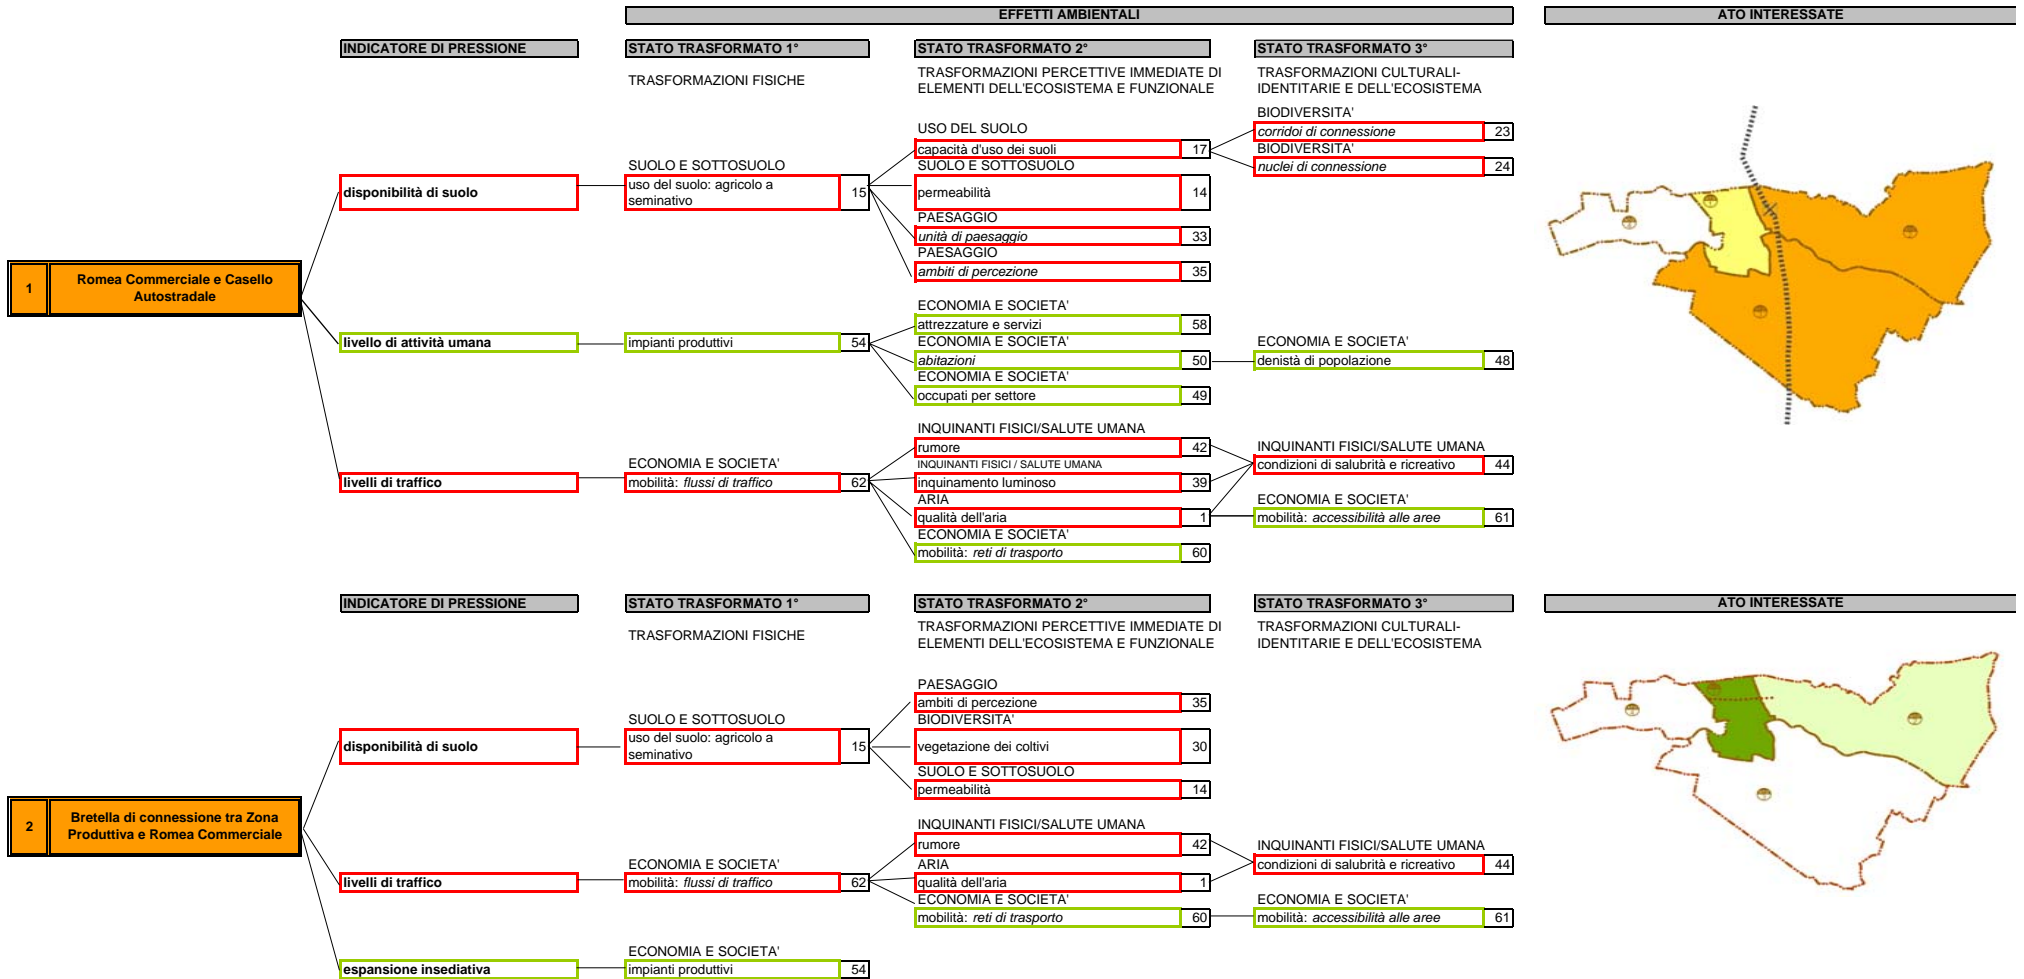 EFFETTI AMBIENTALI
ATO INTERESSATE
INDICATORE DI PRESSIONE
STATO TRASFORMATO 1°
STATO TRASFORMATO 2°
STATO TRASFORMATO 3°
TRASFORMAZIONI FISICHE
TRASFORMAZIONI PERCETTIVE IMMEDIATE DI
ELEMENTI DELL'ECOSISTEMA E FUNZIONALE
TRASFORMAZIONI CULTURALI-
IDENTITARIE E DELL'ECOSISTEMA
1
Romea Commerciale e Casello
Autostradale
disponibilità di suolo
SUOLO E SOTTOSUOLO
uso del suolo: agricolo a
seminativo
15
USO DEL SUOLO
capacità d'uso dei suoli 17
SUOLO E SOTTOSUOLO
permeabilità 14
PAESAGGIO
unità di paesaggio 33
PAESAGGIO
ambiti di percezione 35
BIODIVERSITA'
corridoi di connessione 23
BIODIVERSITA'
nuclei di connessione 24
livello di attività umana
impianti produttivi 54
ECONOMIA E SOCIETA'
attrezzature e servizi 58
ECONOMIA E SOCIETA'
abitazioni 50
ECONOMIA E SOCIETA'
occupati per settore 49
ECONOMIA E SOCIETA'
denistà di popolazione 48
livelli di traffico
ECONOMIA E SOCIETA'
mobilità: flussi di traffico 62
INQUINANTI FISICI/SALUTE UMANA
rumore 42
INQUINANTI FISICI / SALUTE UMANA
inquinamento luminoso 39
ARIA
qualità dell'aria 1
ECONOMIA E SOCIETA'
mobilità: reti di trasporto 60
INQUINANTI FISICI/SALUTE UMANA
condizioni di salubrità e ricreativo 44
ECONOMIA E SOCIETA'
mobilità: accessibilità alle aree 61
INDICATORE DI PRESSIONE
STATO TRASFORMATO 1°
STATO TRASFORMATO 2°
STATO TRASFORMATO 3°
ATO INTERESSATE
TRASFORMAZIONI FISICHE
TRASFORMAZIONI PERCETTIVE IMMEDIATE DI
ELEMENTI DELL'ECOSISTEMA E FUNZIONALE
TRASFORMAZIONI CULTURALI-
IDENTITARIE E DELL'ECOSISTEMA
2
Bretella di connessione tra Zona
Produttiva e Romea Commerciale
disponibilità di suolo
SUOLO E SOTTOSUOLO
uso del suolo: agricolo a
seminativo
15
PAESAGGIO
ambiti di percezione 35
BIODIVERSITA'
vegetazione dei coltivi 30
SUOLO E SOTTOSUOLO
permeabilità 14
livelli di traffico
ECONOMIA E SOCIETA'
mobilità: flussi di traffico 62
INQUINANTI FISICI/SALUTE UMANA
rumore 42
ARIA
qualità dell'aria 1
ECONOMIA E SOCIETA'
mobilità: reti di trasporto 60
INQUINANTI FISICI/SALUTE UMANA
condizioni di salubrità e ricreativo 44
ECONOMIA E SOCIETA'
mobilità: accessibilità alle aree 61
espansione insediativa
ECONOMIA E SOCIETA'
impianti produttivi 54